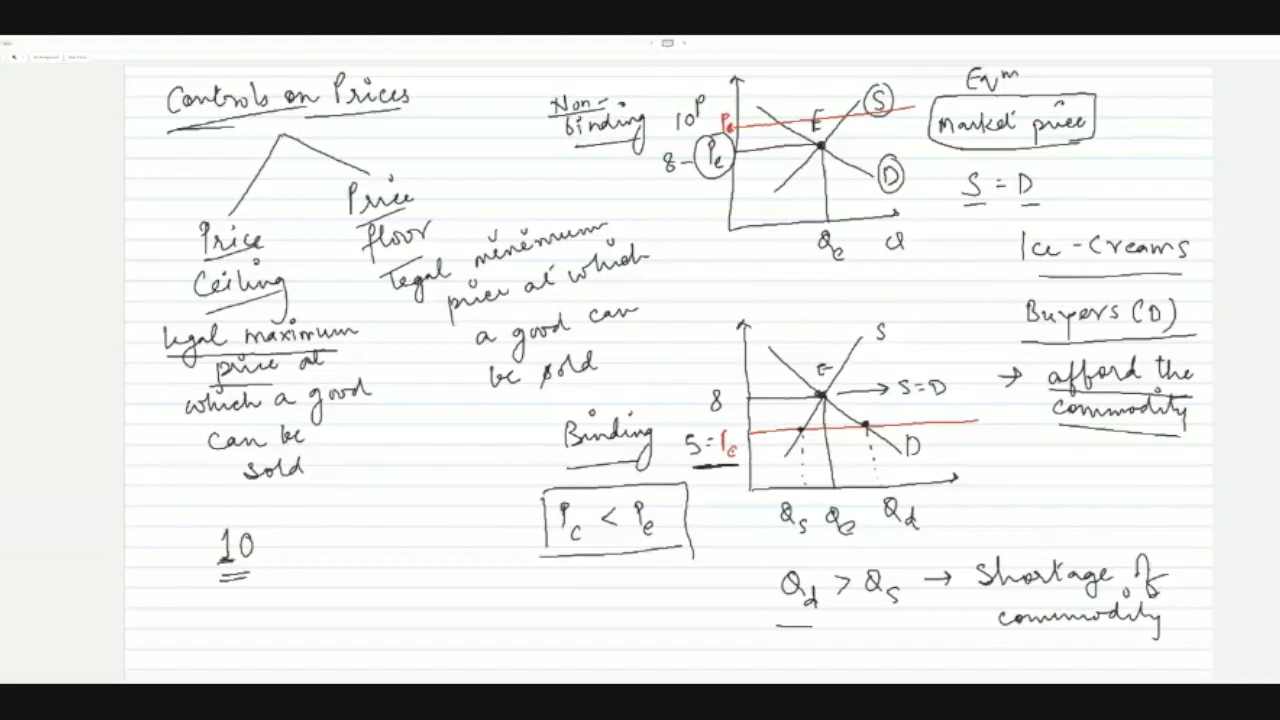 Controls on Prices
Price
Ceiling
legal maximum
price at
which a good
can be
sold
10
Price
floor
legal minimum
price at which
a good can
be sold
Non-
binding
10 P
Pc
8 - Pe
E
S
D
Qe Q
Eqm
Market price
S = D
Ice-Creams
Buyers (D)
→ afford the
commodity
Binding
Pc < Pe
8
5 = Pc
E
S
→ S=D
D
Qs Qe Qd
Qd > Qs → Shortage of
commodity